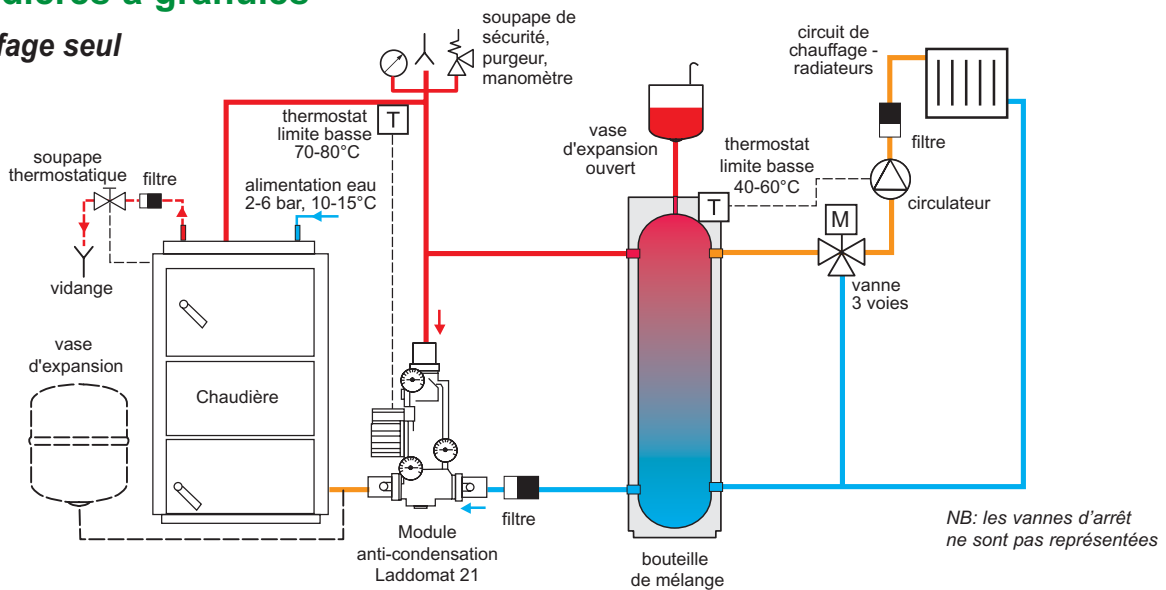 à granulés
fage seul
soupape de
sécurité,
purgeur,
manomètre
circuit de
chauffage -
radiateurs
thermostat
limite basse
70-80°C
T
soupape
thermostatique
filtre
alimentation eau
2-6 bar, 10-15°C
vase
d'expansion
ouvert
thermostat
limite basse
40-60°C
T
filtre
circulateur
M
vanne
3 voies
vidange
vase
d'expansion
Chaudière
filtre
Module
anti-condensation
Laddomat 21
bouteille
de mélange
NB: les vannes d’arrêt
ne sont pas représentées